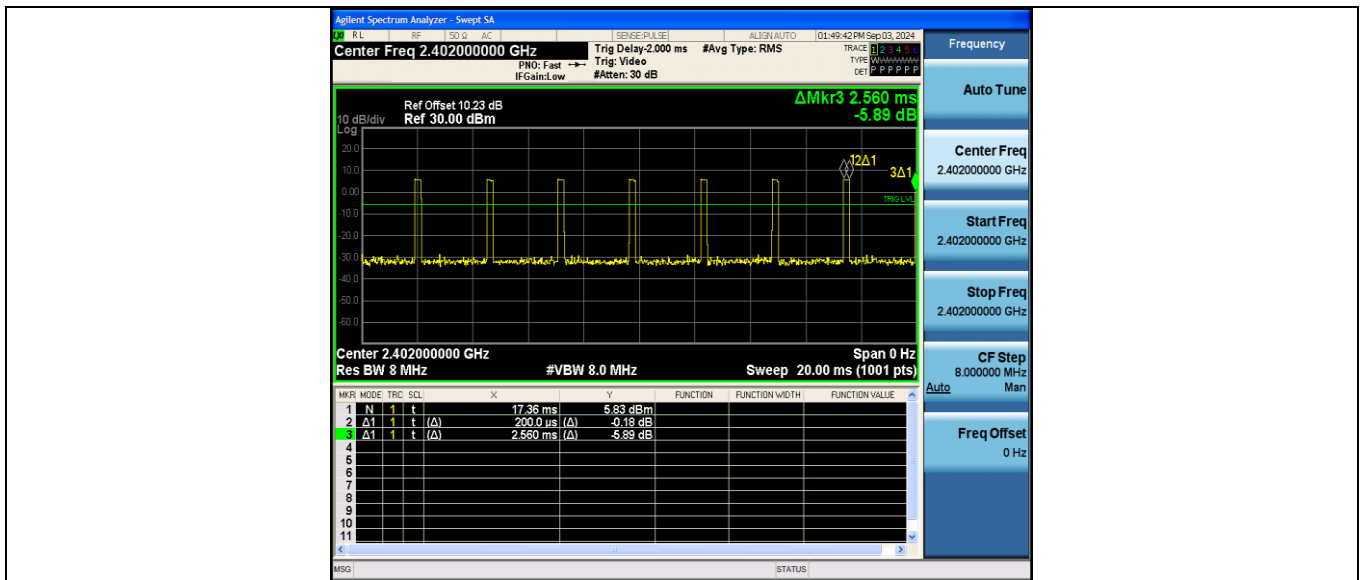 Agilent Spectrum Analyzer - Swept SA
RL RF 50 Ω AC SENSE:PULSE ALIGN AUTO 01:49:42 PM Sep 03, 2024
Center Freq 2.402000000 GHz
PNO: Fast
IFGain:Low
Trig Delay-2.000 ms
Trig: Video
#Atten: 30 dB
#Avg Type: RMS
TRACE 1 2 3 4 5 6
TYPE WWWWWW
DET P P P P P P
Frequency
Auto Tune
Center Freq
2.402000000 GHz
Start Freq
2.402000000 GHz
Stop Freq
2.402000000 GHz
CF Step
8.000000 MHz
Auto Man
Freq Offset
0 Hz
ΔMkr3 2.560 ms
-5.89 dB
Ref Offset 10.23 dB
10 dB/div Ref 30.00 dBm
Log
20.0
10.0
0.00
-10.0
-20.0
-30.0
-40.0
-50.0
-60.0
12Δ1
3Δ1
TRIG LVL
Center 2.402000000 GHz Span 0 Hz
Res BW 8 MHz #VBW 8.0 MHz Sweep 20.00 ms (1001 pts)
MKR MODE TRC SCL X Y FUNCTION FUNCTION WIDTH FUNCTION VALUE
1 N 1 t 17.36 ms 5.83 dBm
2 Δ1 1 t (Δ) 200.0 µs (Δ) -0.18 dB
3 Δ1 1 t (Δ) 2.560 ms (Δ) -5.89 dB
4
5
6
7
8
9
10
11
MSG STATUS